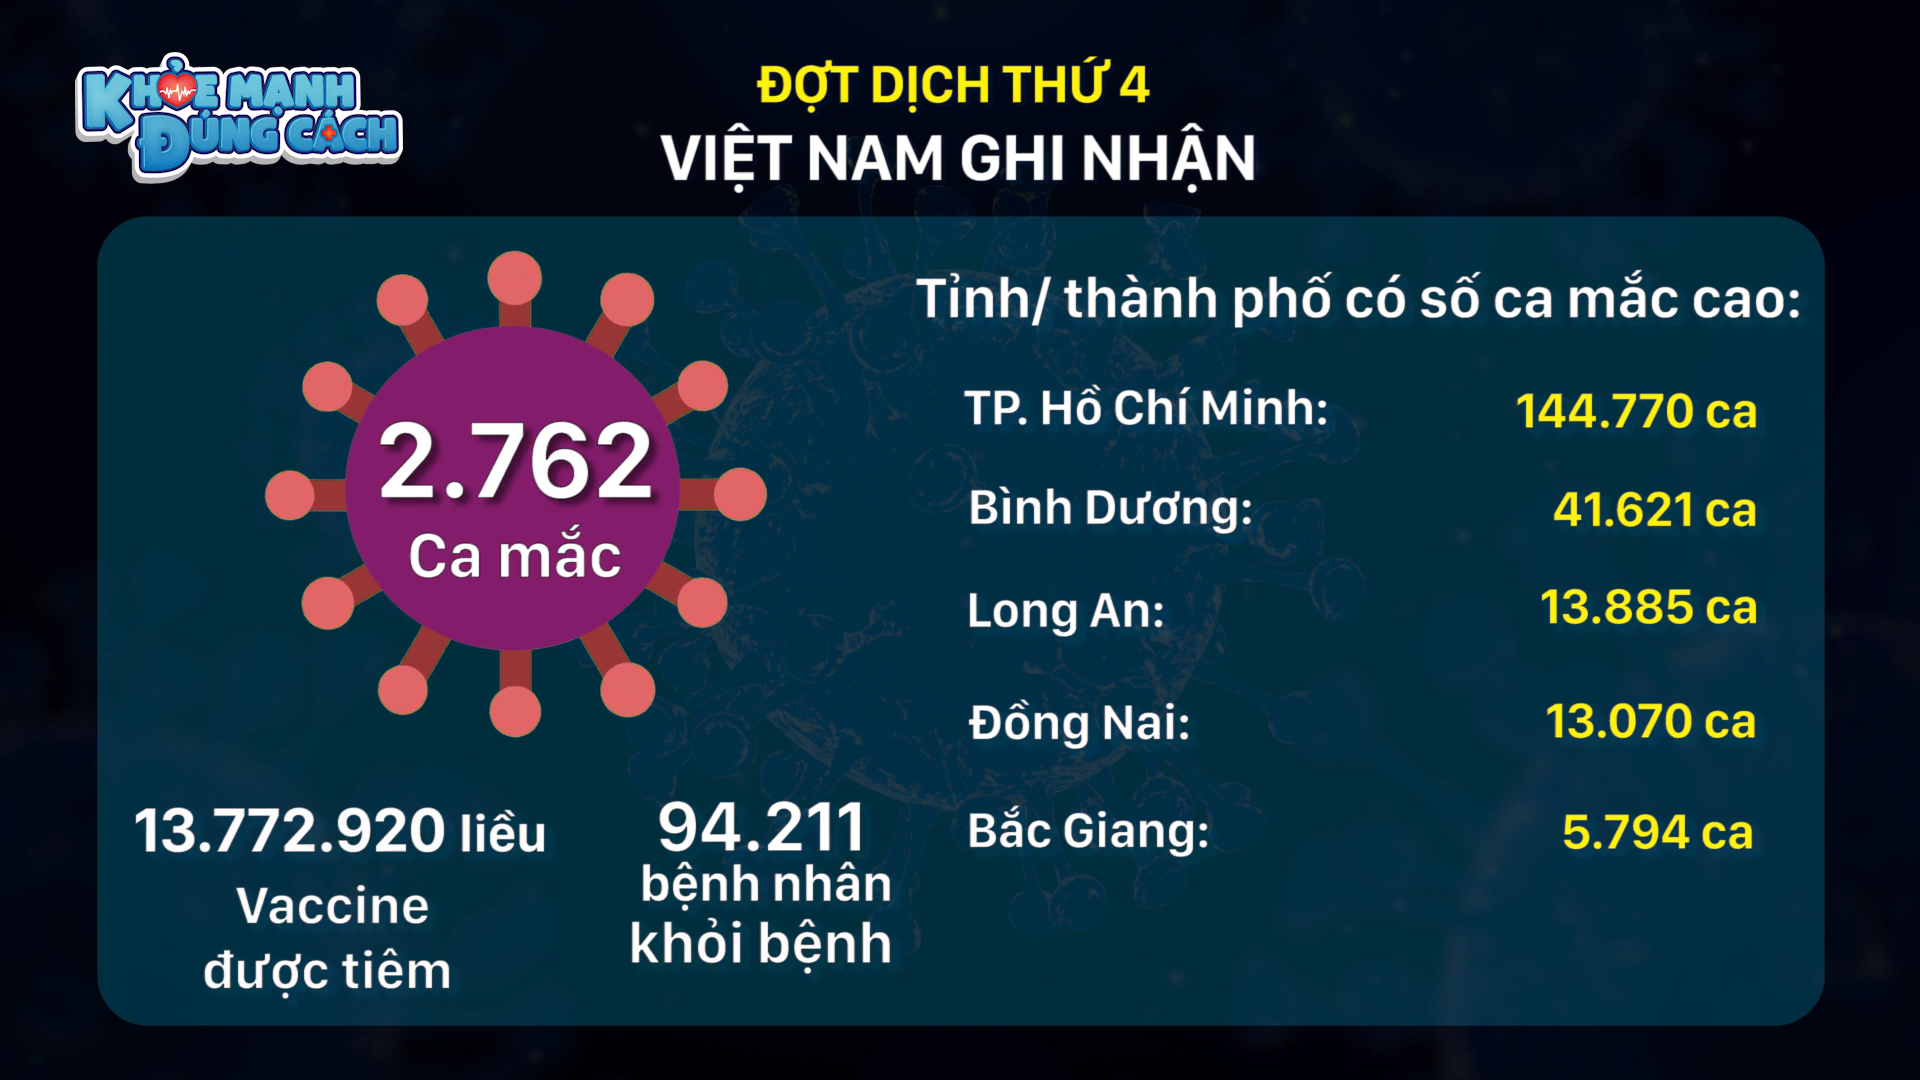 KHỎE MẠNH
ĐÚNG CÁCH
ĐỢT DỊCH THỨ 4
VIỆT NAM GHI NHẬN
2.762
Ca mắc
13.772.920 liều
Vaccine
được tiêm
94.211
bệnh nhân
khỏi bệnh
Tỉnh/ thành phố có số ca mắc cao:
TP. Hồ Chí Minh: 144.770 ca
Bình Dương: 41.621 ca
Long An: 13.885 ca
Đồng Nai: 13.070 ca
Bắc Giang: 5.794 ca